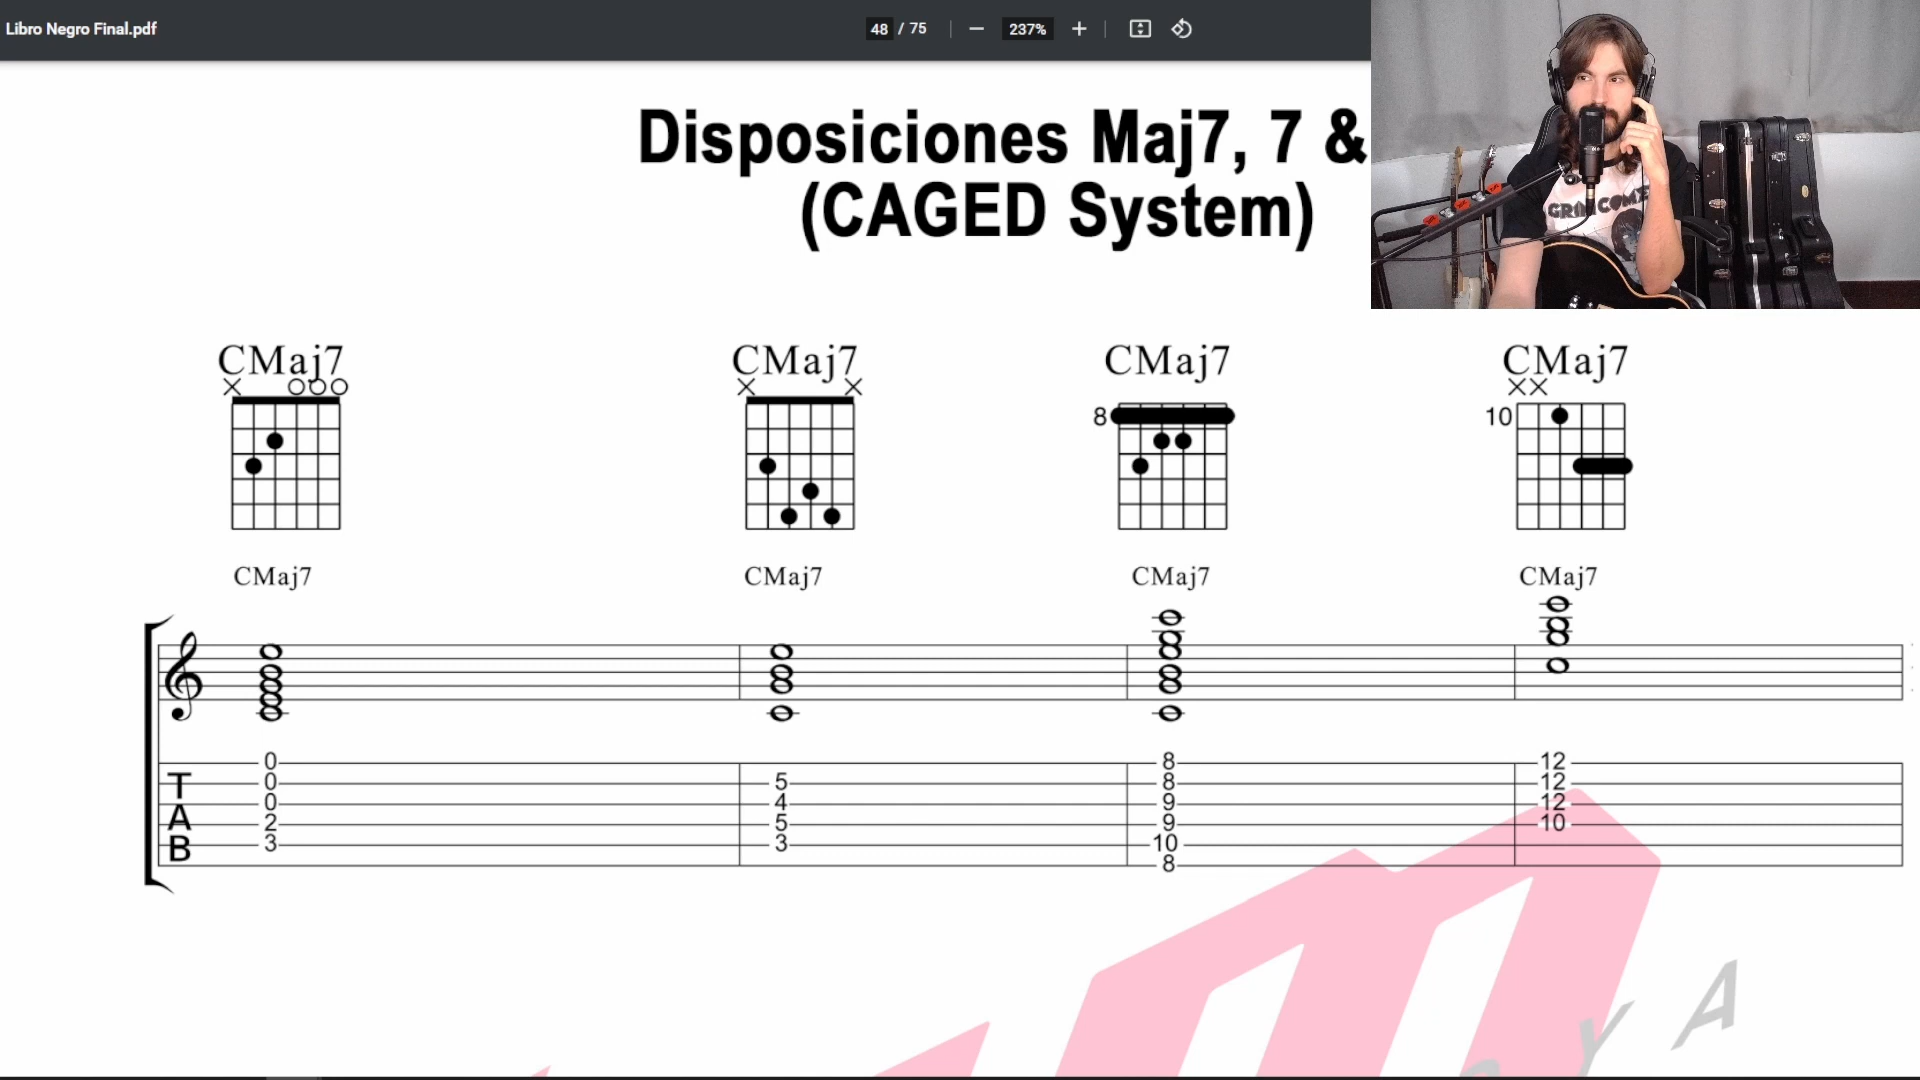 Libro Negro Final.pdf
48 / 75
237%
Disposiciones Maj7, 7 &
(CAGED System)
CMaj7 CMaj7 CMaj7 CMaj7
8 10
CMaj7 CMaj7 CMaj7 CMaj7
0 8 12
T 0 5 8 12
0 4 9 12
A 2 5 9 10
B 3 3 10
8
GRIN COME
Y A